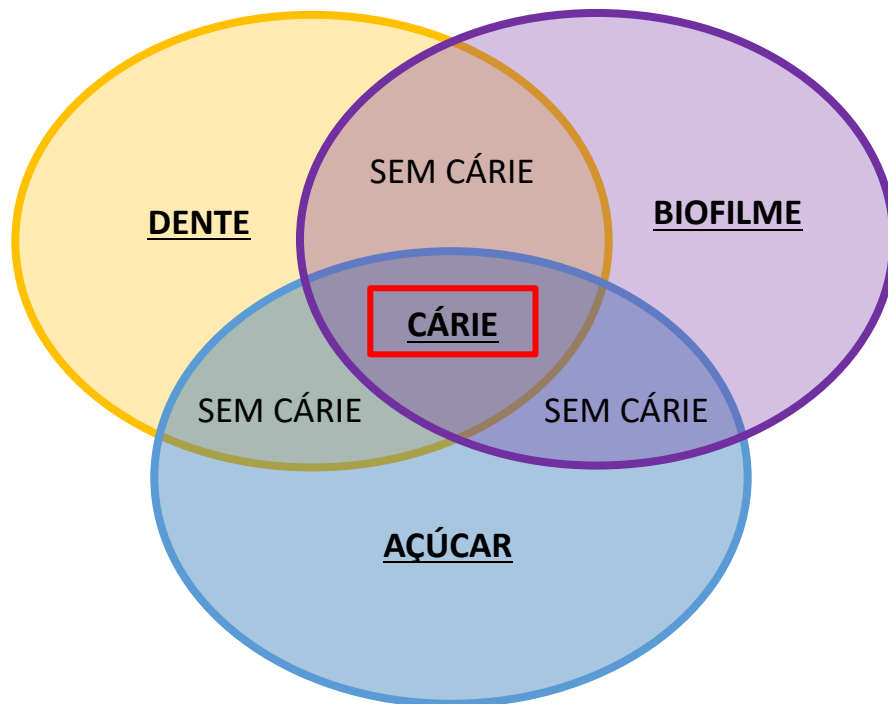 SEM CÁRIE
DENTE
BIOFILME
CÁRIE
SEM CÁRIE
SEM CÁRIE
AÇÚCAR